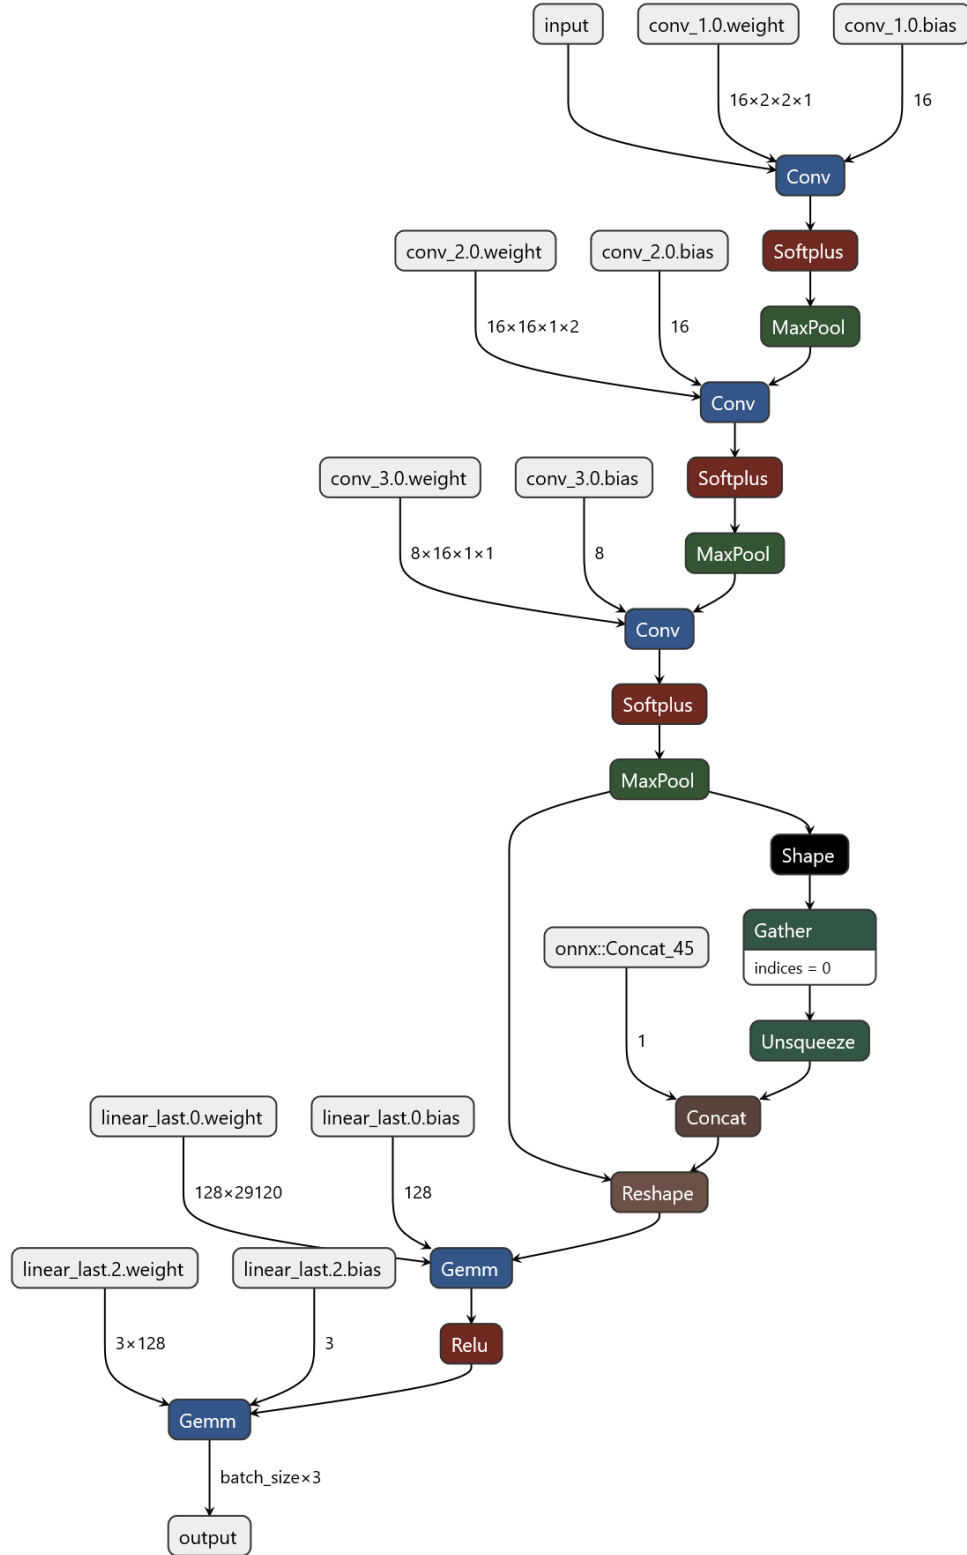 input
conv_1.0.weight
conv_1.0.bias
16×2×2×1
16
Conv
conv_2.0.weight
conv_2.0.bias
Softplus
16×16×1×2
16
MaxPool
Conv
conv_3.0.weight
conv_3.0.bias
Softplus
8×16×1×1
8
MaxPool
Conv
Softplus
MaxPool
Shape
Gather
onnx::Concat_45
indices = 0
1
Unsqueeze
linear_last.0.weight
linear_last.0.bias
Concat
128×29120
128
Reshape
linear_last.2.weight
linear_last.2.bias
Gemm
3×128
3
Relu
Gemm
batch_size×3
output